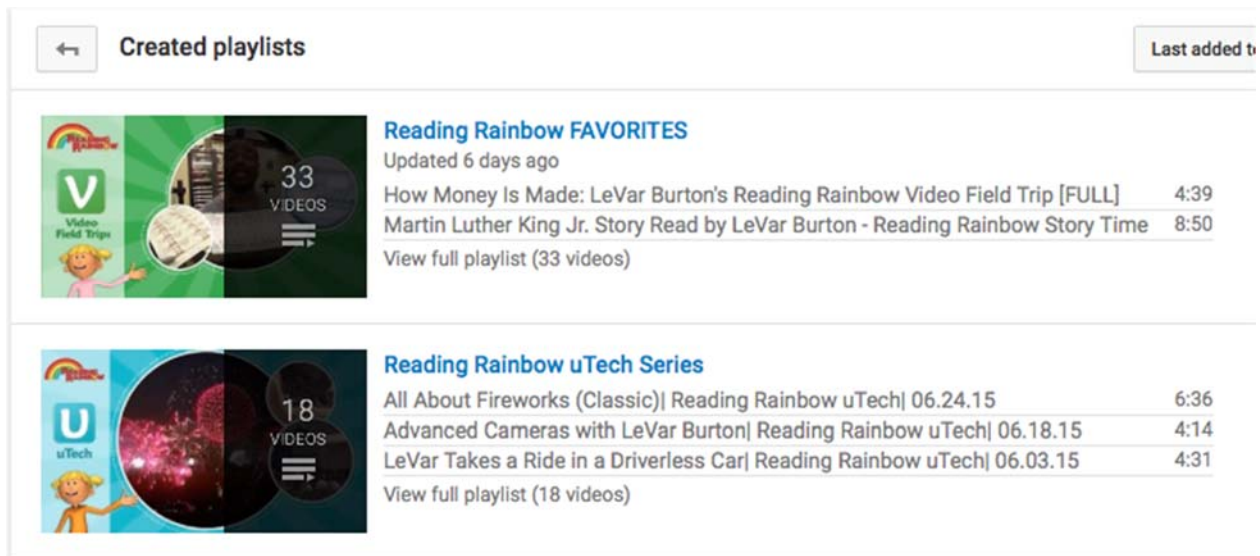 Created playlists
Last added
READING RAINBOW
V
Video
Field Trips
33
VIDEOS
Reading Rainbow FAVORITES
Updated 6 days ago
How Money Is Made: LeVar Burton's Reading Rainbow Video Field Trip [FULL] 4:39
Martin Luther King Jr. Story Read by LeVar Burton - Reading Rainbow Story Time 8:50
View full playlist (33 videos)
READING RAINBOW
u
uTech
18
VIDEOS
Reading Rainbow uTech Series
All About Fireworks (Classic)| Reading Rainbow uTech| 06.24.15 6:36
Advanced Cameras with LeVar Burton| Reading Rainbow uTech| 06.18.15 4:14
LeVar Takes a Ride in a Driverless Car| Reading Rainbow uTech| 06.03.15 4:31
View full playlist (18 videos)